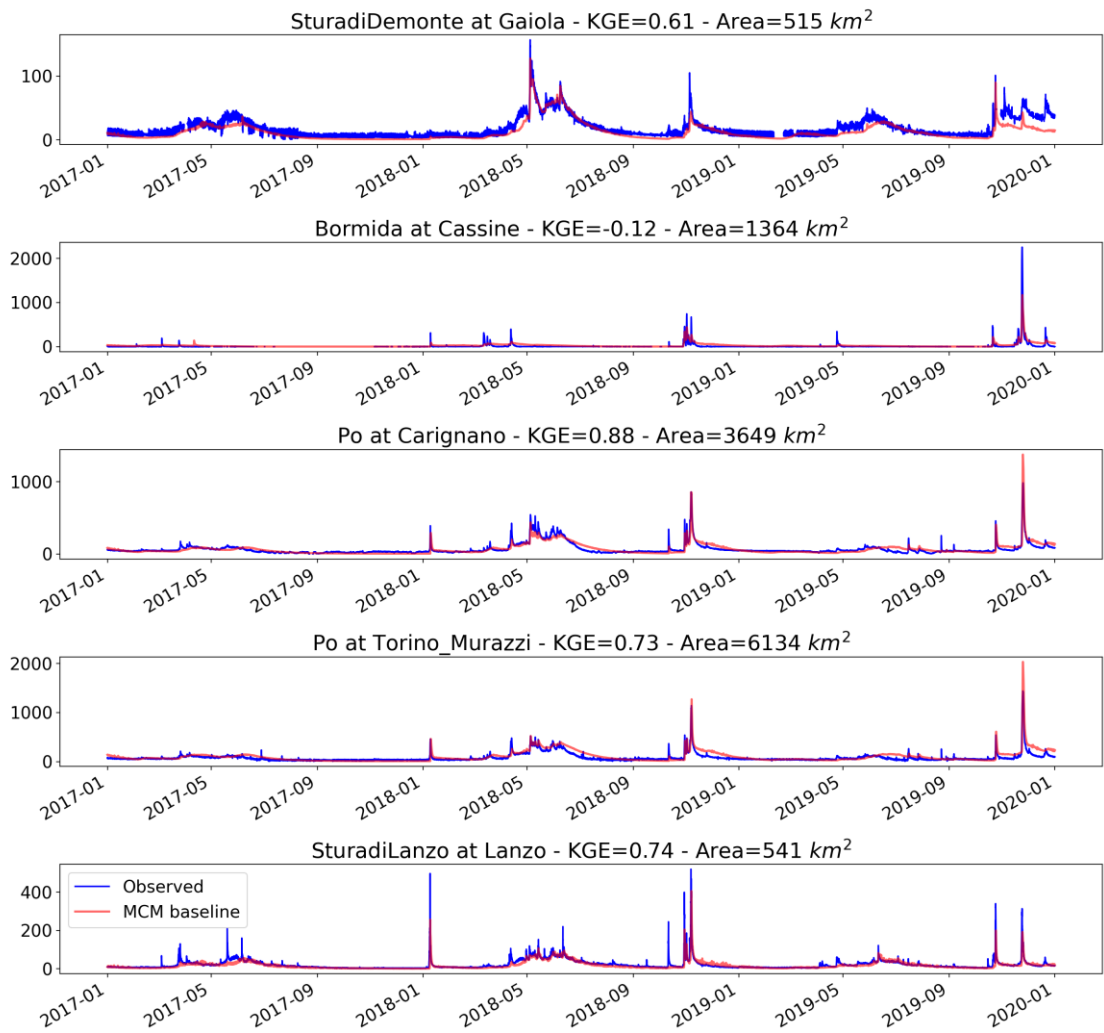 SturadiDemonte at Gaiola - KGE=0.61 - Area=515 km²
100
0
2017-01 2017-05 2017-09 2018-01 2018-05 2018-09 2019-01 2019-05 2019-09 2020-01
Bormida at Cassine - KGE=-0.12 - Area=1364 km²
2000
1000
0
2017-01 2017-05 2017-09 2018-01 2018-05 2018-09 2019-01 2019-05 2019-09 2020-01
Po at Carignano - KGE=0.88 - Area=3649 km²
1000
0
2017-01 2017-05 2017-09 2018-01 2018-05 2018-09 2019-01 2019-05 2019-09 2020-01
Po at Torino_Murazzi - KGE=0.73 - Area=6134 km²
2000
1000
0
2017-01 2017-05 2017-09 2018-01 2018-05 2018-09 2019-01 2019-05 2019-09 2020-01
SturadiLanzo at Lanzo - KGE=0.74 - Area=541 km²
400
200
0
Observed
MCM baseline
2017-01 2017-05 2017-09 2018-01 2018-05 2018-09 2019-01 2019-05 2019-09 2020-01